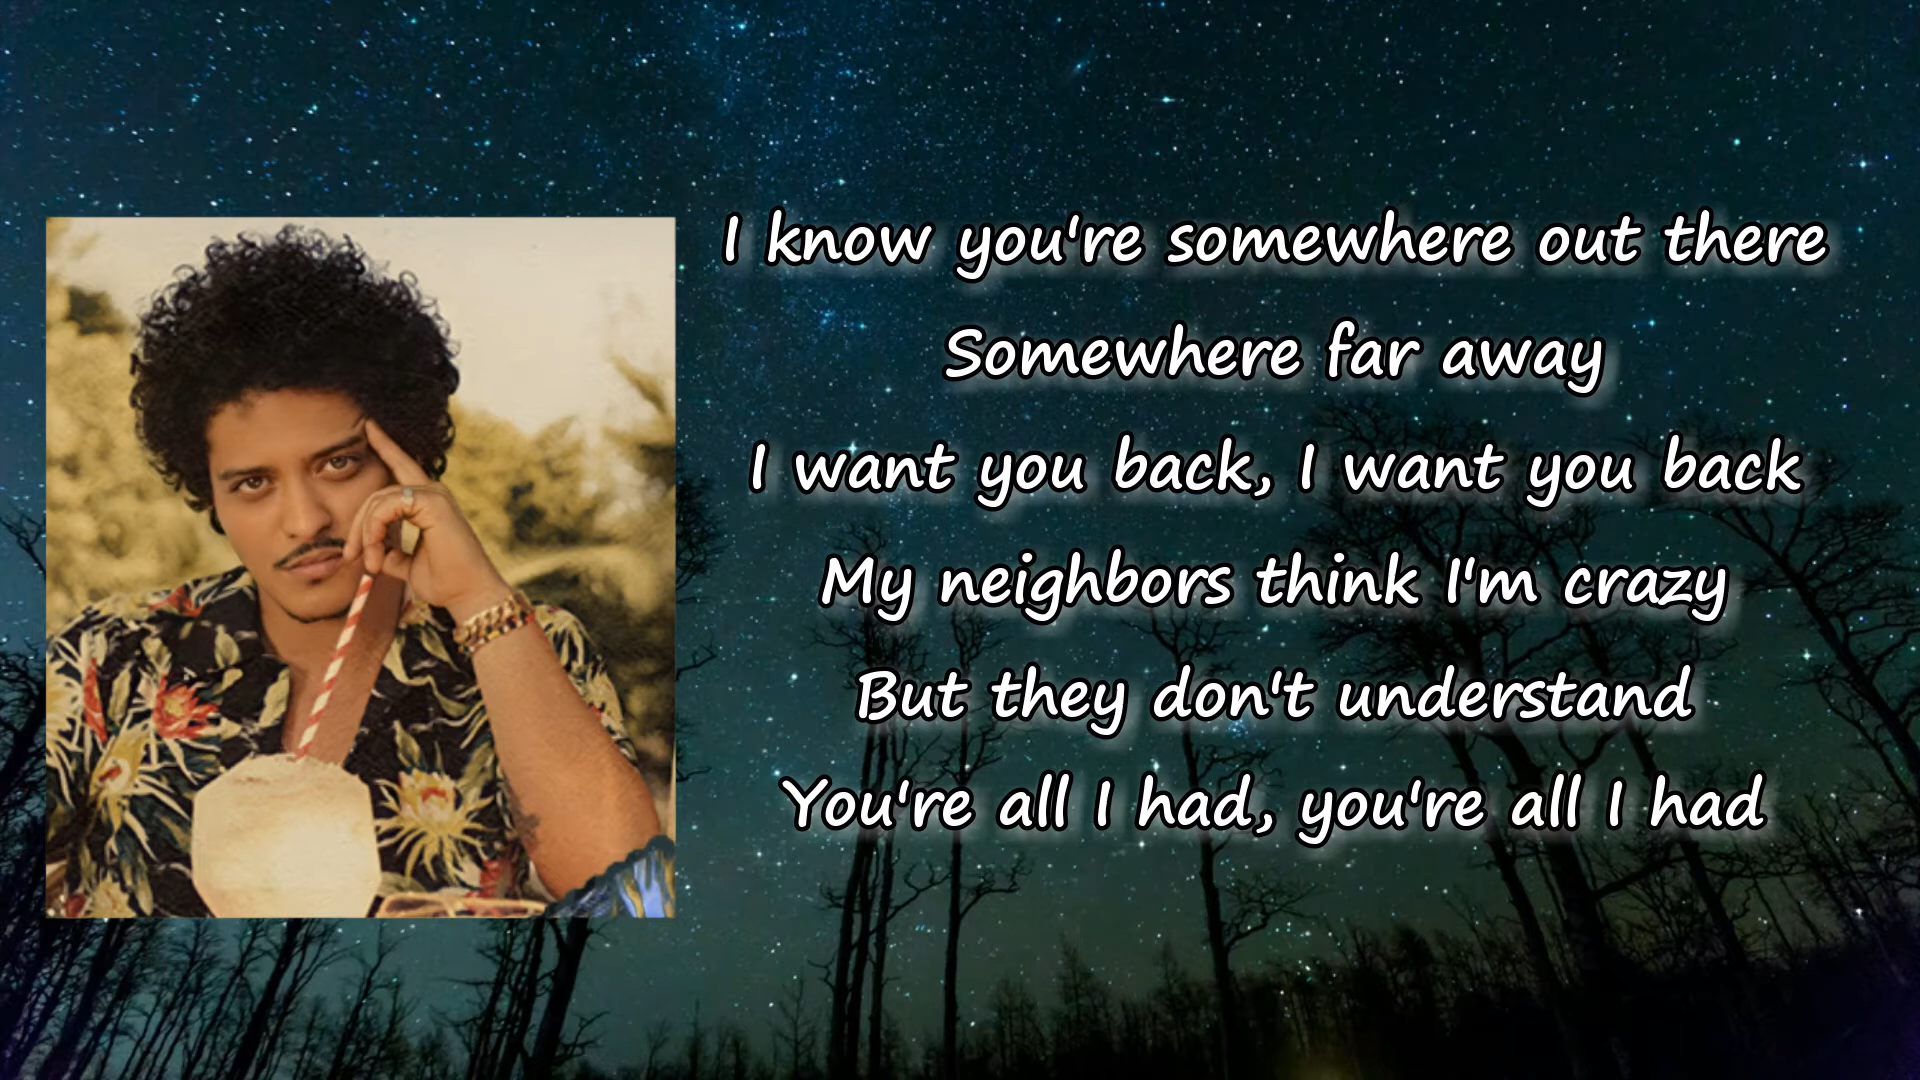 I know you're somewhere out there
Somewhere far away
I want you back, I want you back
My neighbors think I'm crazy
But they don't understand
You're all I had, you're all I had